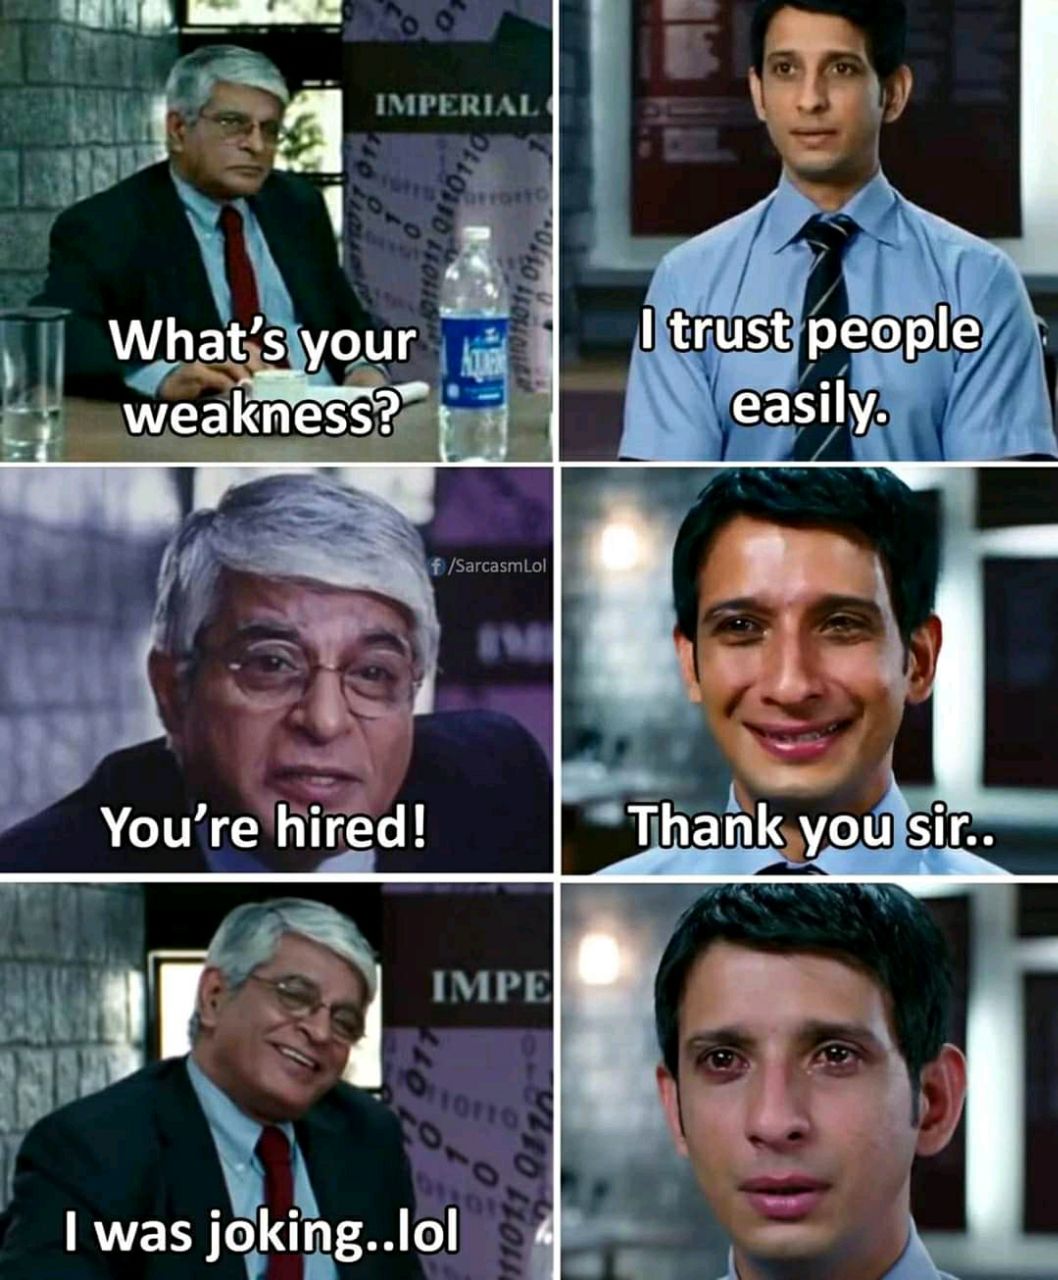 IMPERIAL
What's your
weakness?
I trust people
easily.
f/SarcasmLol
You're hired!
Thank you sir..
IMPE
I was joking..lol